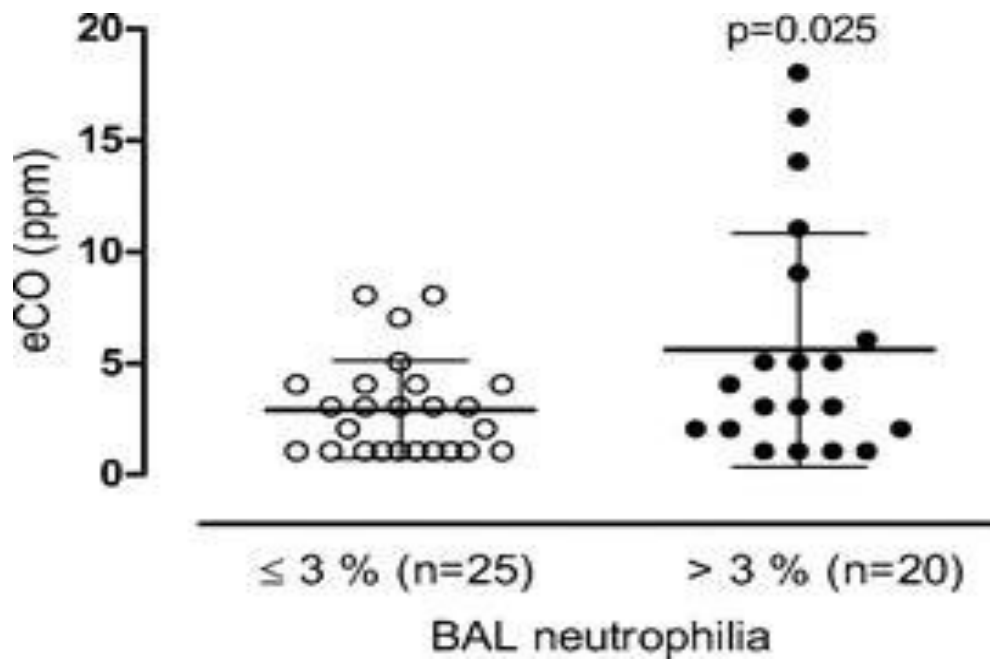 20
p=0.025
15
10
5
0
eCO (ppm)
≤ 3 % (n=25)
> 3 % (n=20)
BAL neutrophilia